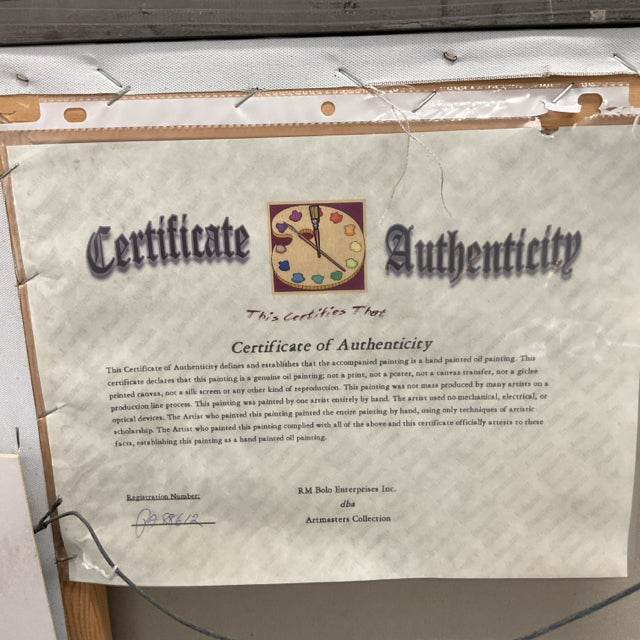 Certificate Authenticity
This Certifies That
Certificate of Authenticity
This Certificate of Authenticity defines and establishes that the accompanied painting is a hand painted oil painting. This
certificate declares that this painting is a genuine oil painting; not a print, not a poster, not a canvas transfer, not a giclee
printed canvas, not a silk screen or any other kind of reproduction. This painting was not mass produced by many artists on a
production line process. This painting was painted by one artist entirely by hand. The artist used no mechanical, electrical, or
optical devices. The Artist who painted this painting painted the entire painting by hand, using only techniques of artistic
scholarship. The Artist who painted this painting complied with all of the above and this certificate officially attests to these
facts, establishing this painting as a hand painted oil painting.
Registration Number:
RM Bolo Enterprises Inc.
dba
Artmasters Collection